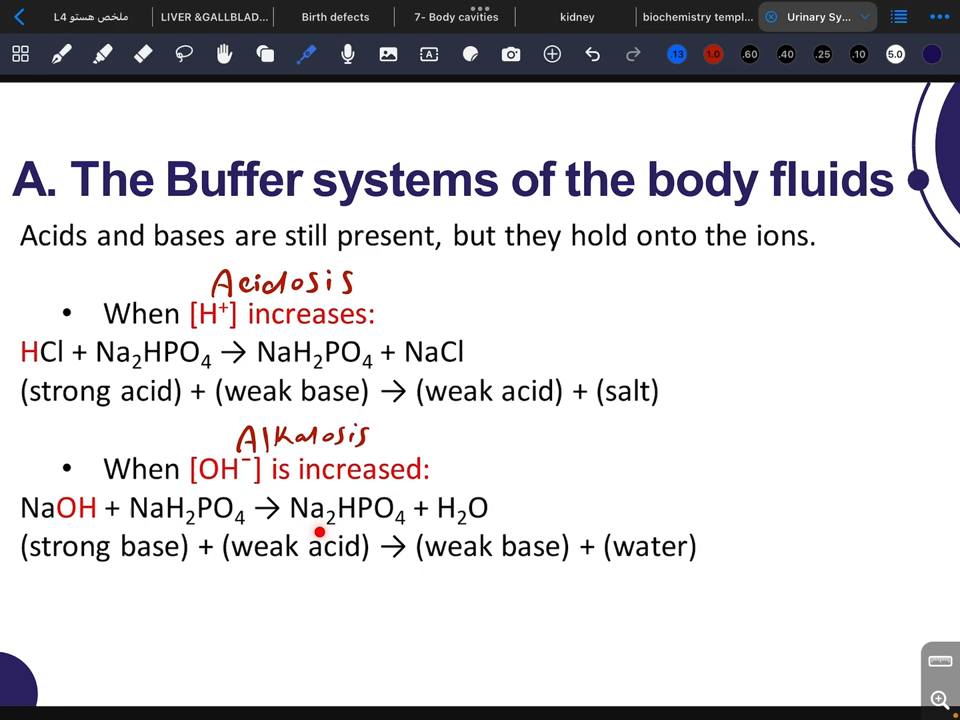 ملخص هستو L4
LIVER &GALLBLAD...
Birth defects
7- Body cavities
kidney
biochemistry templ...
Urinary Sy...
13
1.0
.60
.40
.25
.10
5.0
A. The Buffer systems of the body fluids
Acids and bases are still present, but they hold onto the ions.
Acidosis
• When [H⁺] increases:
HCl + Na₂HPO₄ → NaH₂PO₄ + NaCl
(strong acid) + (weak base) → (weak acid) + (salt)
Alkalosis
• When [OH⁻] is increased:
NaOH + NaH₂PO₄ → Na₂HPO₄ + H₂O
(strong base) + (weak acid) → (weak base) + (water)